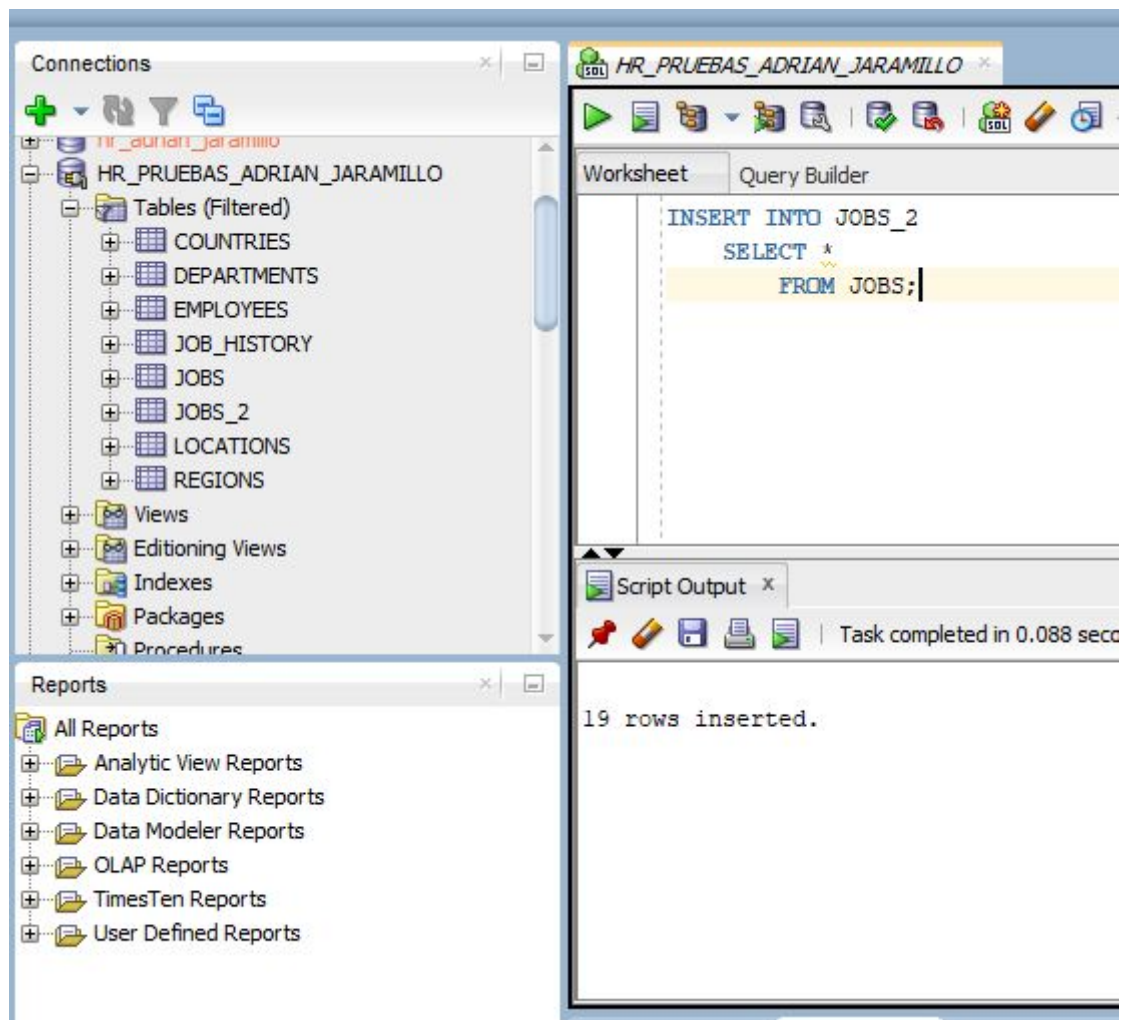 Connections
hr_adrian_jaramillo
HR_PRUEBAS_ADRIAN_JARAMILLO
Tables (Filtered)
COUNTRIES
DEPARTMENTS
EMPLOYEES
JOB_HISTORY
JOBS
JOBS_2
LOCATIONS
REGIONS
Views
Editioning Views
Indexes
Packages
Procedures
Reports
All Reports
Analytic View Reports
Data Dictionary Reports
Data Modeler Reports
OLAP Reports
TimesTen Reports
User Defined Reports
SQL HR_PRUEBAS_ADRIAN_JARAMILLO
SQL
Worksheet Query Builder
INSERT INTO JOBS_2
SELECT *
FROM JOBS;
Script Output
Task completed in 0.088 seco
19 rows inserted.